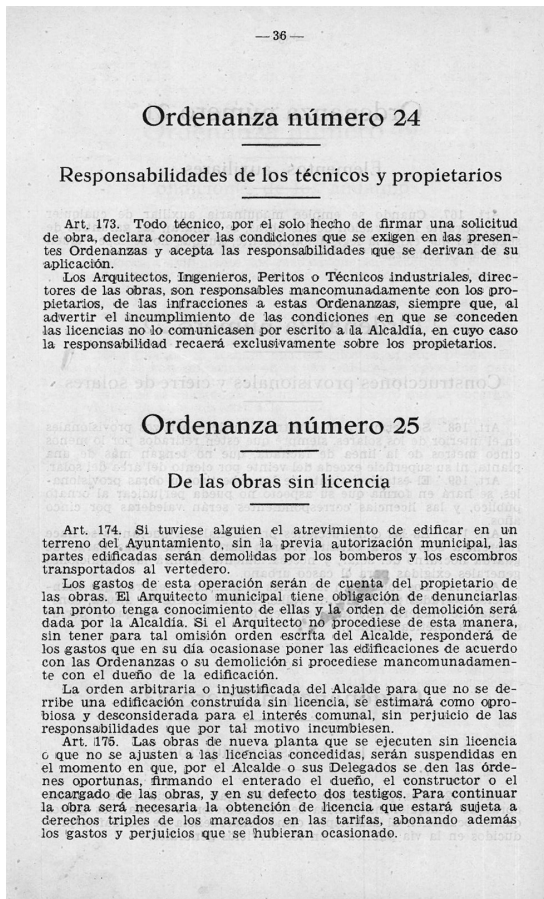 — 36 —
Ordenanza número 24
Responsabilidades de los técnicos y propietarios
Art. 173. Todo técnico, por el solo hecho de firmar una solicitud
de obra, declara conocer las condiciones que se exigen en las presen-
tes Ordenanzas y acepta las responsabilidades que se derivan de su
aplicación.
Los Arquitectos, Ingenieros, Peritos o Técnicos industriales, direc-
tores de las obras, son responsables mancomunadamente con los pro-
pietarios, de las infracciones a estas Ordenanzas, siempre que, al
advertir el incumplimiento de las condiciones en que se conceden
las licencias no lo comunicasen por escrito a la Alcaldía, en cuyo caso
la responsabilidad recaerá exclusivamente sobre los propietarios.
Ordenanza número 25
De las obras sin licencia
Art. 174. Si tuviese alguien el atrevimiento de edificar en un
terreno del Ayuntamiento, sin la previa autorización municipal, las
partes edificadas serán demolidas por los bomberos y los escombros
transportados al vertedero.
Los gastos de esta operación serán de cuenta del propietario de
las obras. El Arquitecto municipal tiene obligación de denunciarlas
tan pronto tenga conocimiento de ellas y la orden de demolición será
dada por la Alcaldía. Si el Arquitecto no procediese de esta manera,
sin tener para tal omisión orden escrita del Alcalde, responderá de
los gastos que en su día ocasionase poner las edificaciones de acuerdo
con las Ordenanzas o su demolición si procediese mancomunadamen-
te con el dueño de la edificación.
La orden arbitraria o injustificada del Alcalde para que no se de-
rribe una edificación construida sin licencia, se estimará como opro-
biosa y desconsiderada para el interés comunal, sin perjuicio de las
responsabilidades que por tal motivo incumbiesen.
Art. 175. Las obras de nueva planta que se ejecuten sin licencia
o que no se ajusten a las licencias concedidas, serán suspendidas en
el momento en que, por el Alcalde o sus Delegados se den las órde-
nes oportunas, firmando el enterado el dueño, el constructor o el
encargado de las obras, y en su defecto dos testigos. Para continuar
la obra será necesaria la obtención de licencia que estará sujeta a
derechos triples de los marcados en las tarifas, abonando además
los gastos y perjuicios que se hubieran ocasionado.